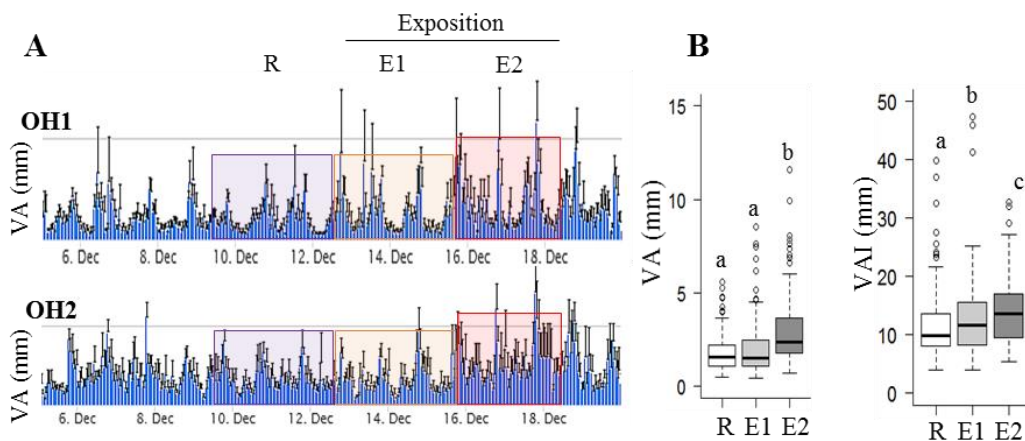 Exposition
A
B
R
E1
E2
OH1
VA (mm)
6. Dec 8. Dec 10. Dec 12. Dec 14. Dec 16. Dec 18. Dec
OH2
VA (mm)
6. Dec 8. Dec 10. Dec 12. Dec 14. Dec 16. Dec 18. Dec
VA (mm)
15
10
5
0
a
a
b
R E1 E2
VAI (mm)
50
40
30
20
10
0
a
b
c
R E1 E2